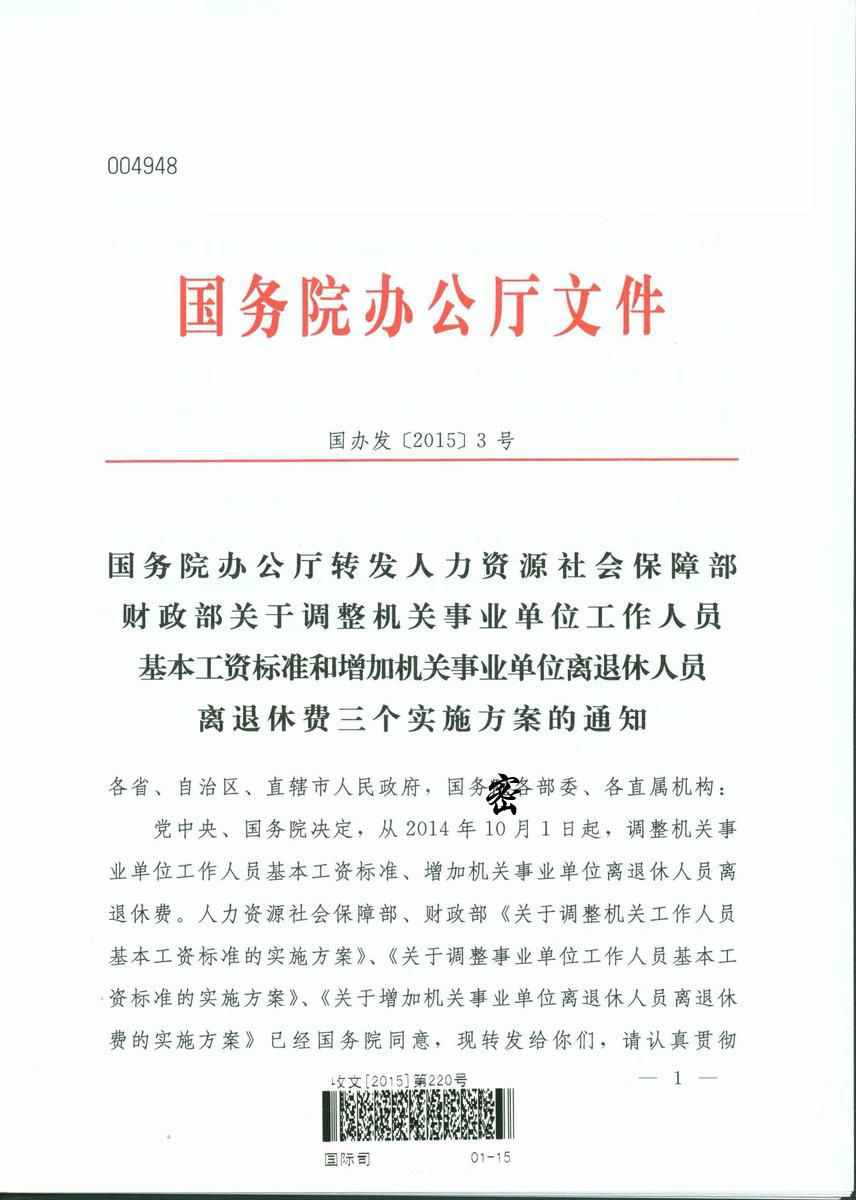 004948
国务院办公厅文件
国办发〔2015〕3 号
国务院办公厅转发人力资源社会保障部
财政部关于调整机关事业单位工作人员
基本工资标准和增加机关事业单位离退休人员
离退休费三个实施方案的通知
各省、自治区、直辖市人民政府，国务密各部委、各直属机构：
党中央、国务院决定，从 2014 年 10 月 1 日起，调整机关事
业单位工作人员基本工资标准、增加机关事业单位离退休人员离
退休费。人力资源社会保障部、财政部《关于调整机关工作人员
基本工资标准的实施方案》、《关于调整事业单位工作人员基本工
资标准的实施方案》、《关于增加机关事业单位离退休人员离退休
费的实施方案》已经国务院同意，现转发给你们，请认真贯彻
— 1 —
收文[2015]第220号
国际司 01-15